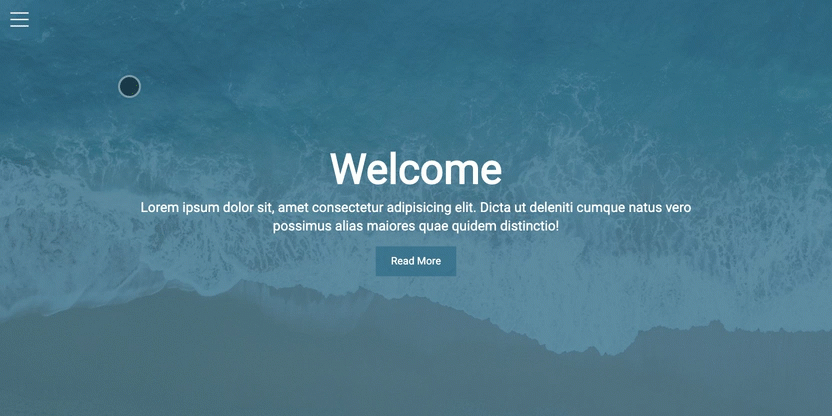 Welcome
Lorem ipsum dolor sit, amet consectetur adipisicing elit. Dicta ut deleniti cumque natus vero
possimus alias maiores quae quidem distinctio!
Read More